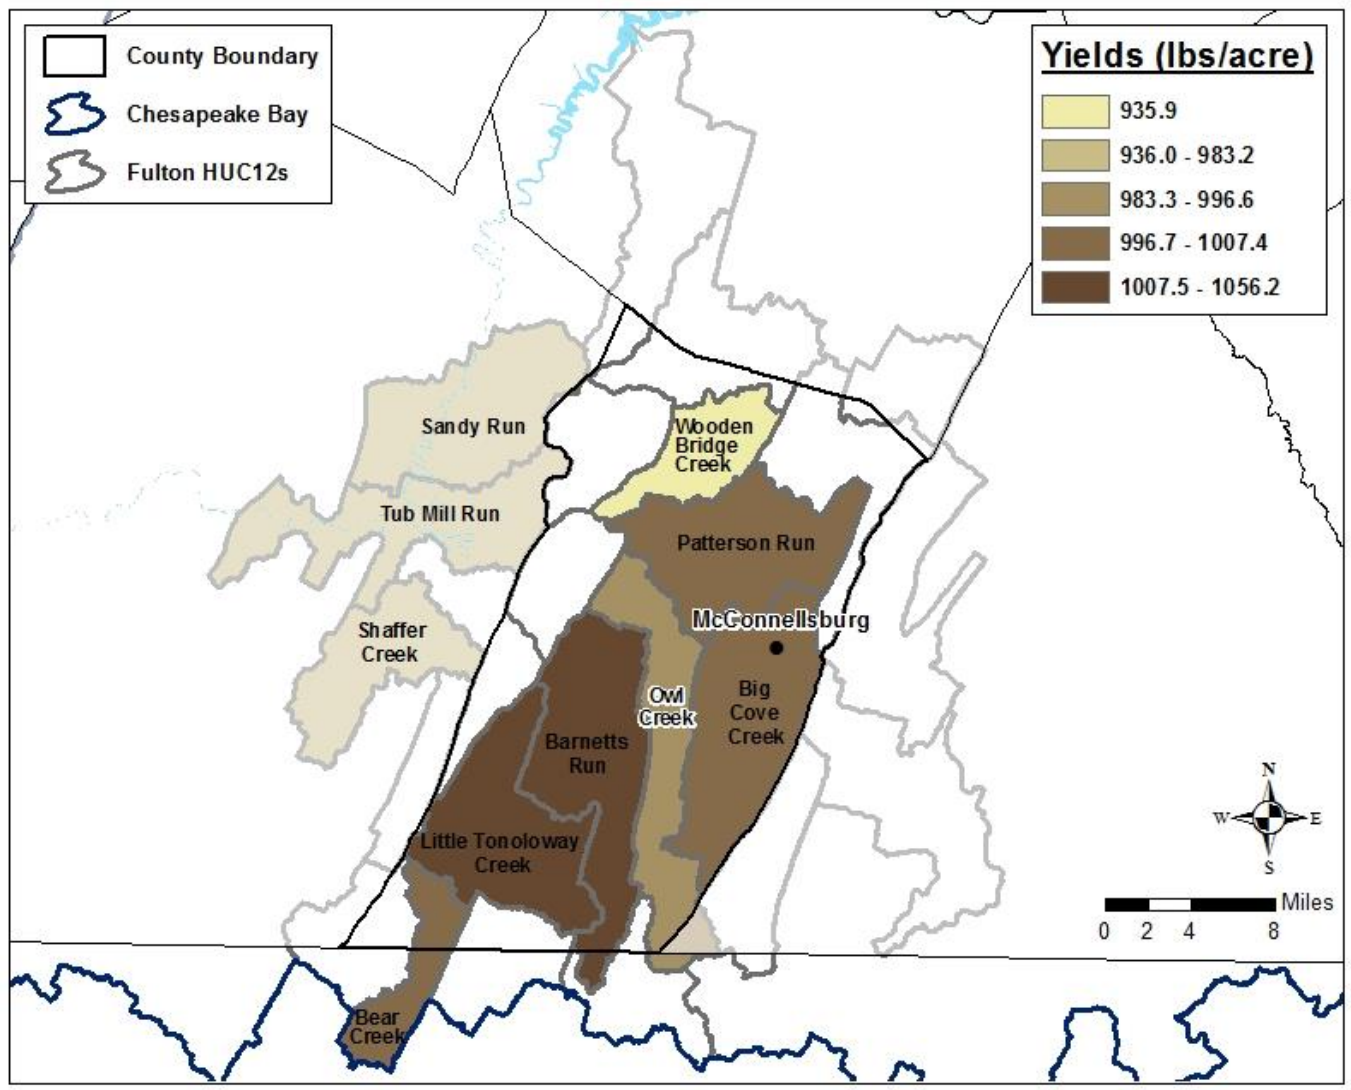 County Boundary
Chesapeake Bay
Fulton HUC12s
Yields (lbs/acre)
935.9
936.0 - 983.2
983.3 - 996.6
996.7 - 1007.4
1007.5 - 1056.2
Sandy Run
Wooden
Bridge
Creek
Tub Mill Run
Patterson Run
McConnellsburg
Shaffer
Creek
Owl
Creek
Big
Cove
Creek
Barnetts
Run
Little Tonoloway
Creek
Bear
Creek
N
W
E
S
Miles
0 2 4 8